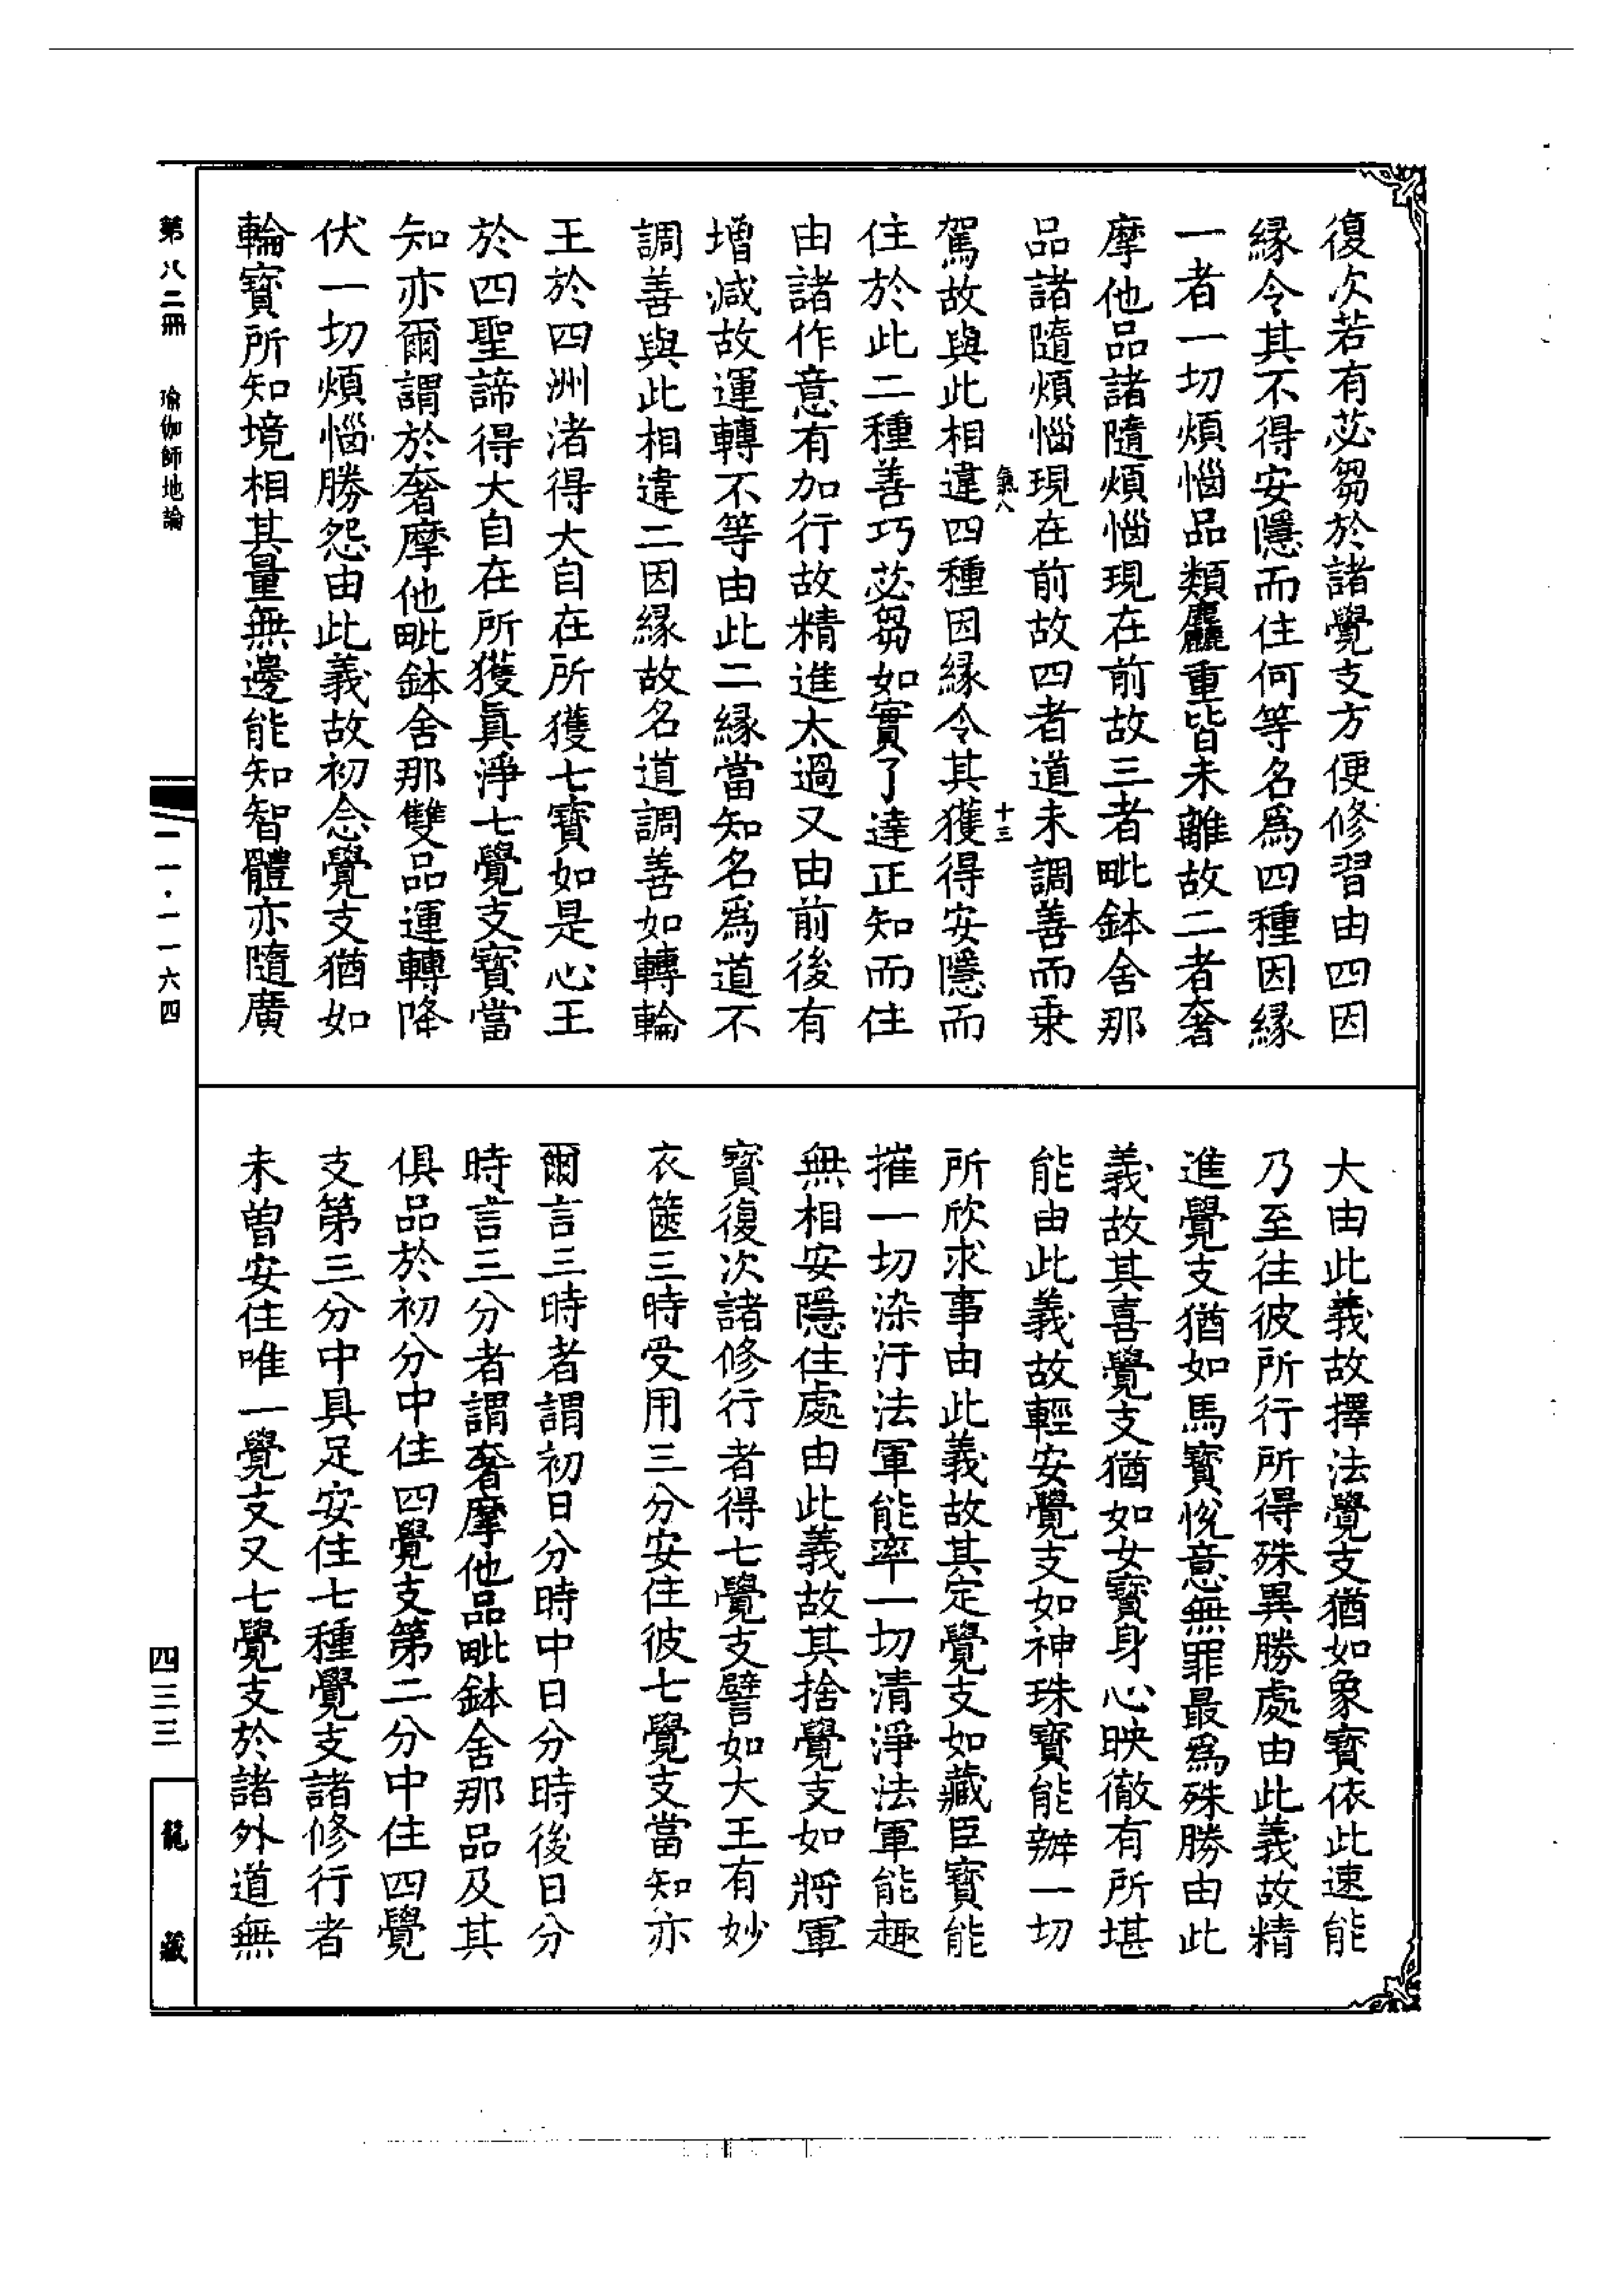 復次若有苾芻於諸覺支方便修習由四因
緣令其不得安隱而住何等名爲四種因緣
一者一切煩惱品類麤重皆未離故二者奢
摩他品諸隨煩惱現在前故三者毗鉢舍那
品諸隨煩惱現在前故四者道未調善而乗
氣八
十三
駕故與此相違四種因緣令其獲得安隱而
住於此二種善巧苾芻如實了達正知而住
由諸作意有加行故精進太過又由前後有
增減故運轉不等由此二緣當知名爲道不
調善與此相違二因緣故名道調善如轉輪
王於四洲渚得大自在所獲七寳如是心王
於四聖諦得大自在所獲眞淨七覺支寳當
知亦爾謂於奢摩他毗鉢舍那雙品運轉降
伏一切煩惱勝怨由此義故初念覺支猶如
輪寳所知境相其量無邊能知智體亦隨廣
大由此義故擇法覺支猶如象寳依此速能
乃至往彼所行所得殊異勝處由此義故精
進覺支猶如馬寳悅意無罪最爲殊勝由此
義故其喜覺支猶如女寳身心映徹有所堪
能由此義故輕安覺支如神珠寳能辦一切
所欣求事由此義故其定覺支如藏臣寳能
摧一切染汙法軍能率一切清淨法軍能趣
無相安隱住處由此義故其捨覺支如將軍
寳復次諸修行者得七覺支譬如大王有妙
衣篋三時受用三分安住彼七覺支當知亦
爾言三時者謂初日分時中日分時後日分
時言三分者謂奢摩他品毗鉢舍那品及其
俱品於初分中住四覺支第二分中住四覺
支第三分中具足安住七種覺支諸修行者
未曽安住唯一覺支又七覺支於諸外道無
第八二冊　瑜伽師地論
二一·一一六四
四三三
龍藏